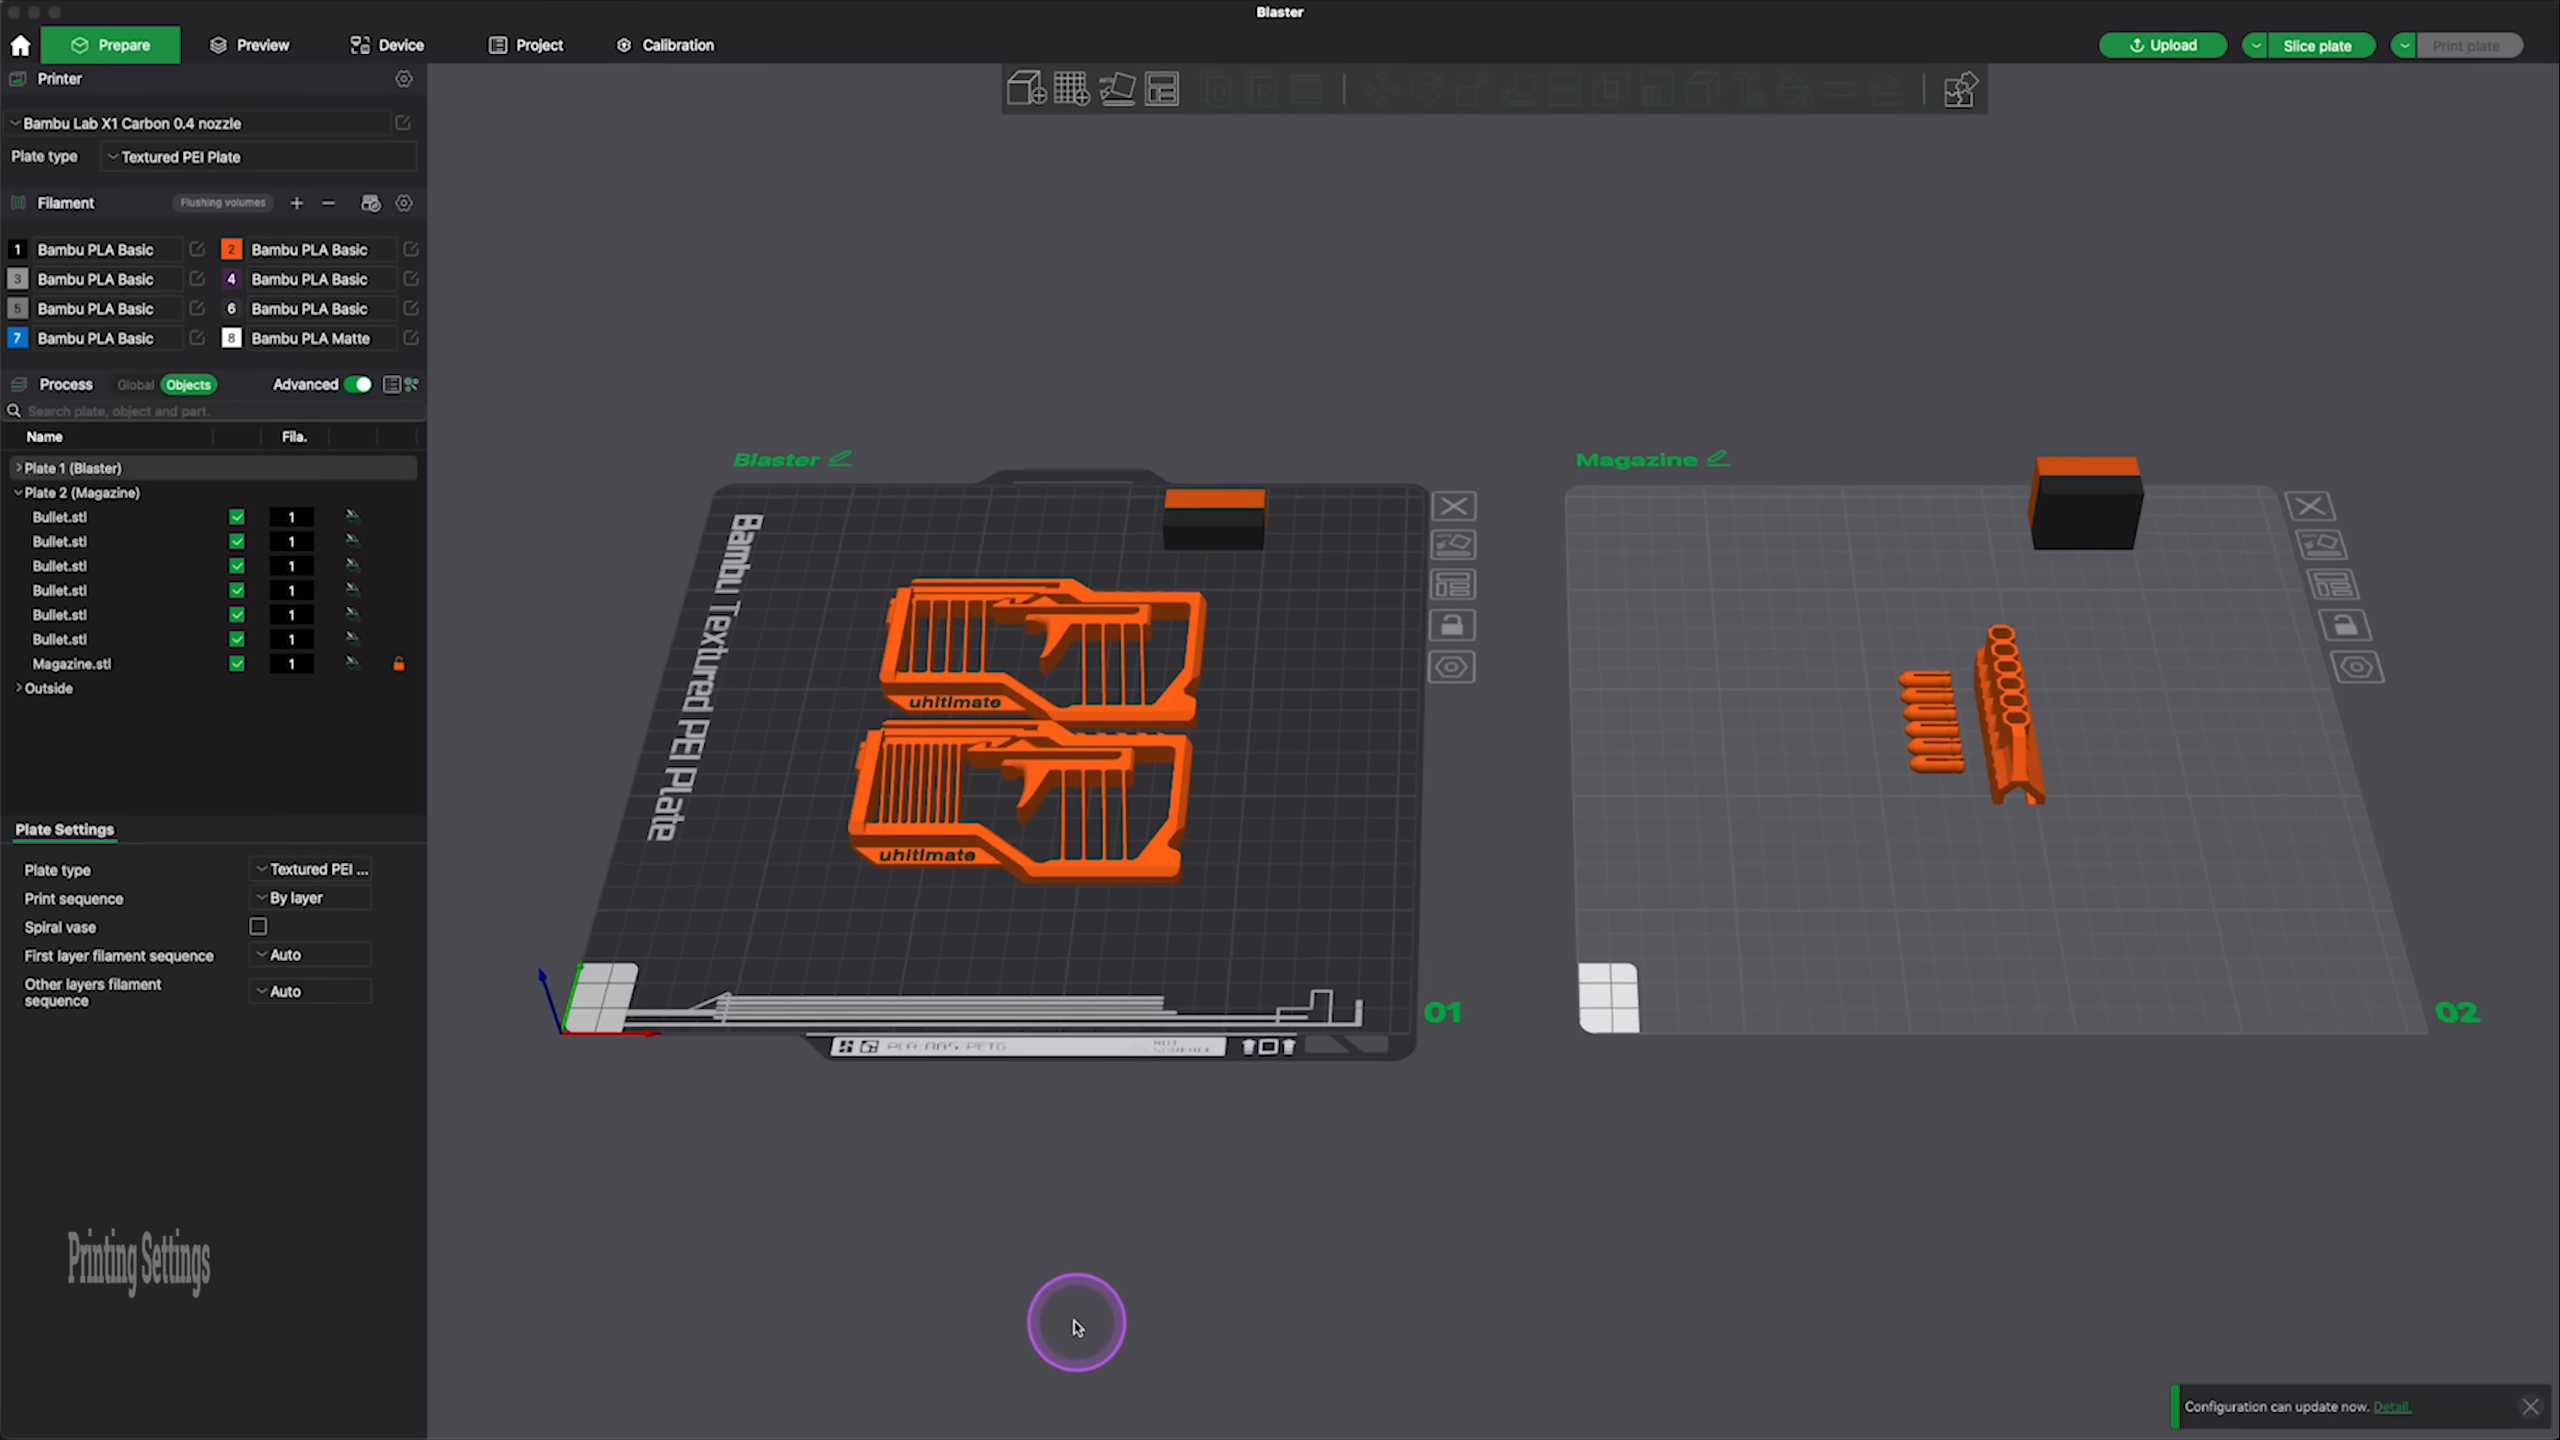 Blaster
Prepare
Preview
Device
Project
Calibration
Upload
Slice plate
Print plate
Printer
Bambu Lab X1 Carbon 0.4 nozzle
Plate type
Textured PEI Plate
Filament
Flushing volumes
1 Bambu PLA Basic
2 Bambu PLA Basic
3 Bambu PLA Basic
4 Bambu PLA Basic
5 Bambu PLA Basic
6 Bambu PLA Basic
7 Bambu PLA Basic
8 Bambu PLA Matte
Process
Global
Objects
Advanced
Search plate, object and part.
Name
Fila.
Plate 1 (Blaster)
Plate 2 (Magazine)
Bullet.stl 1
Bullet.stl 1
Bullet.stl 1
Bullet.stl 1
Bullet.stl 1
Bullet.stl 1
Magazine.stl 1
Outside
Plate Settings
Plate type
Textured PEI ...
Print sequence
By layer
Spiral vase
First layer filament sequence
Auto
Other layers filament
sequence
Auto
Printing Settings
Blaster
Bambu Textured PEI Plate
uhltimate
uhltimate
PLA/ABS/PETG
HOT
SURFACE
01
Magazine
02
Configuration can update now. Detail.